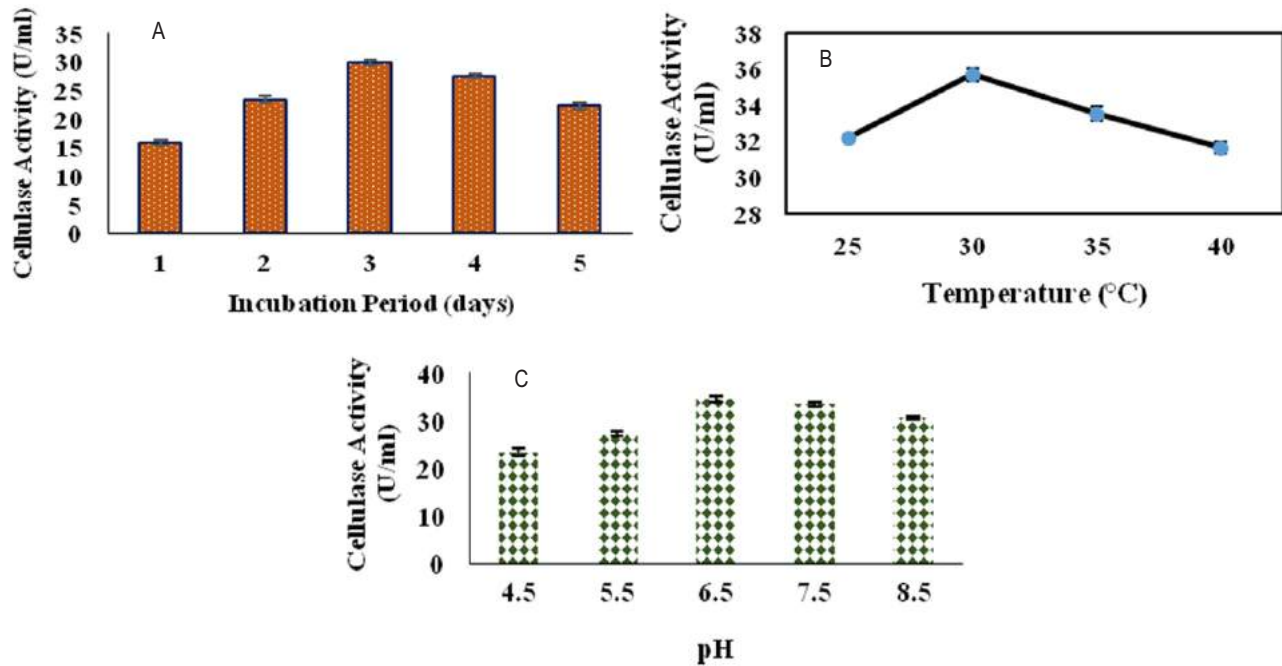 A
Cellulase Activity (U/ml)
35
30
25
20
15
10
5
0
1 2 3 4 5
Incubation Period (days)
B
Cellulase Activity
(U/ml)
38
36
34
32
30
28
25 30 35 40
Temperature (°C)
C
Cellulase Activity
(U/ml)
40
30
20
10
0
4.5 5.5 6.5 7.5 8.5
pH